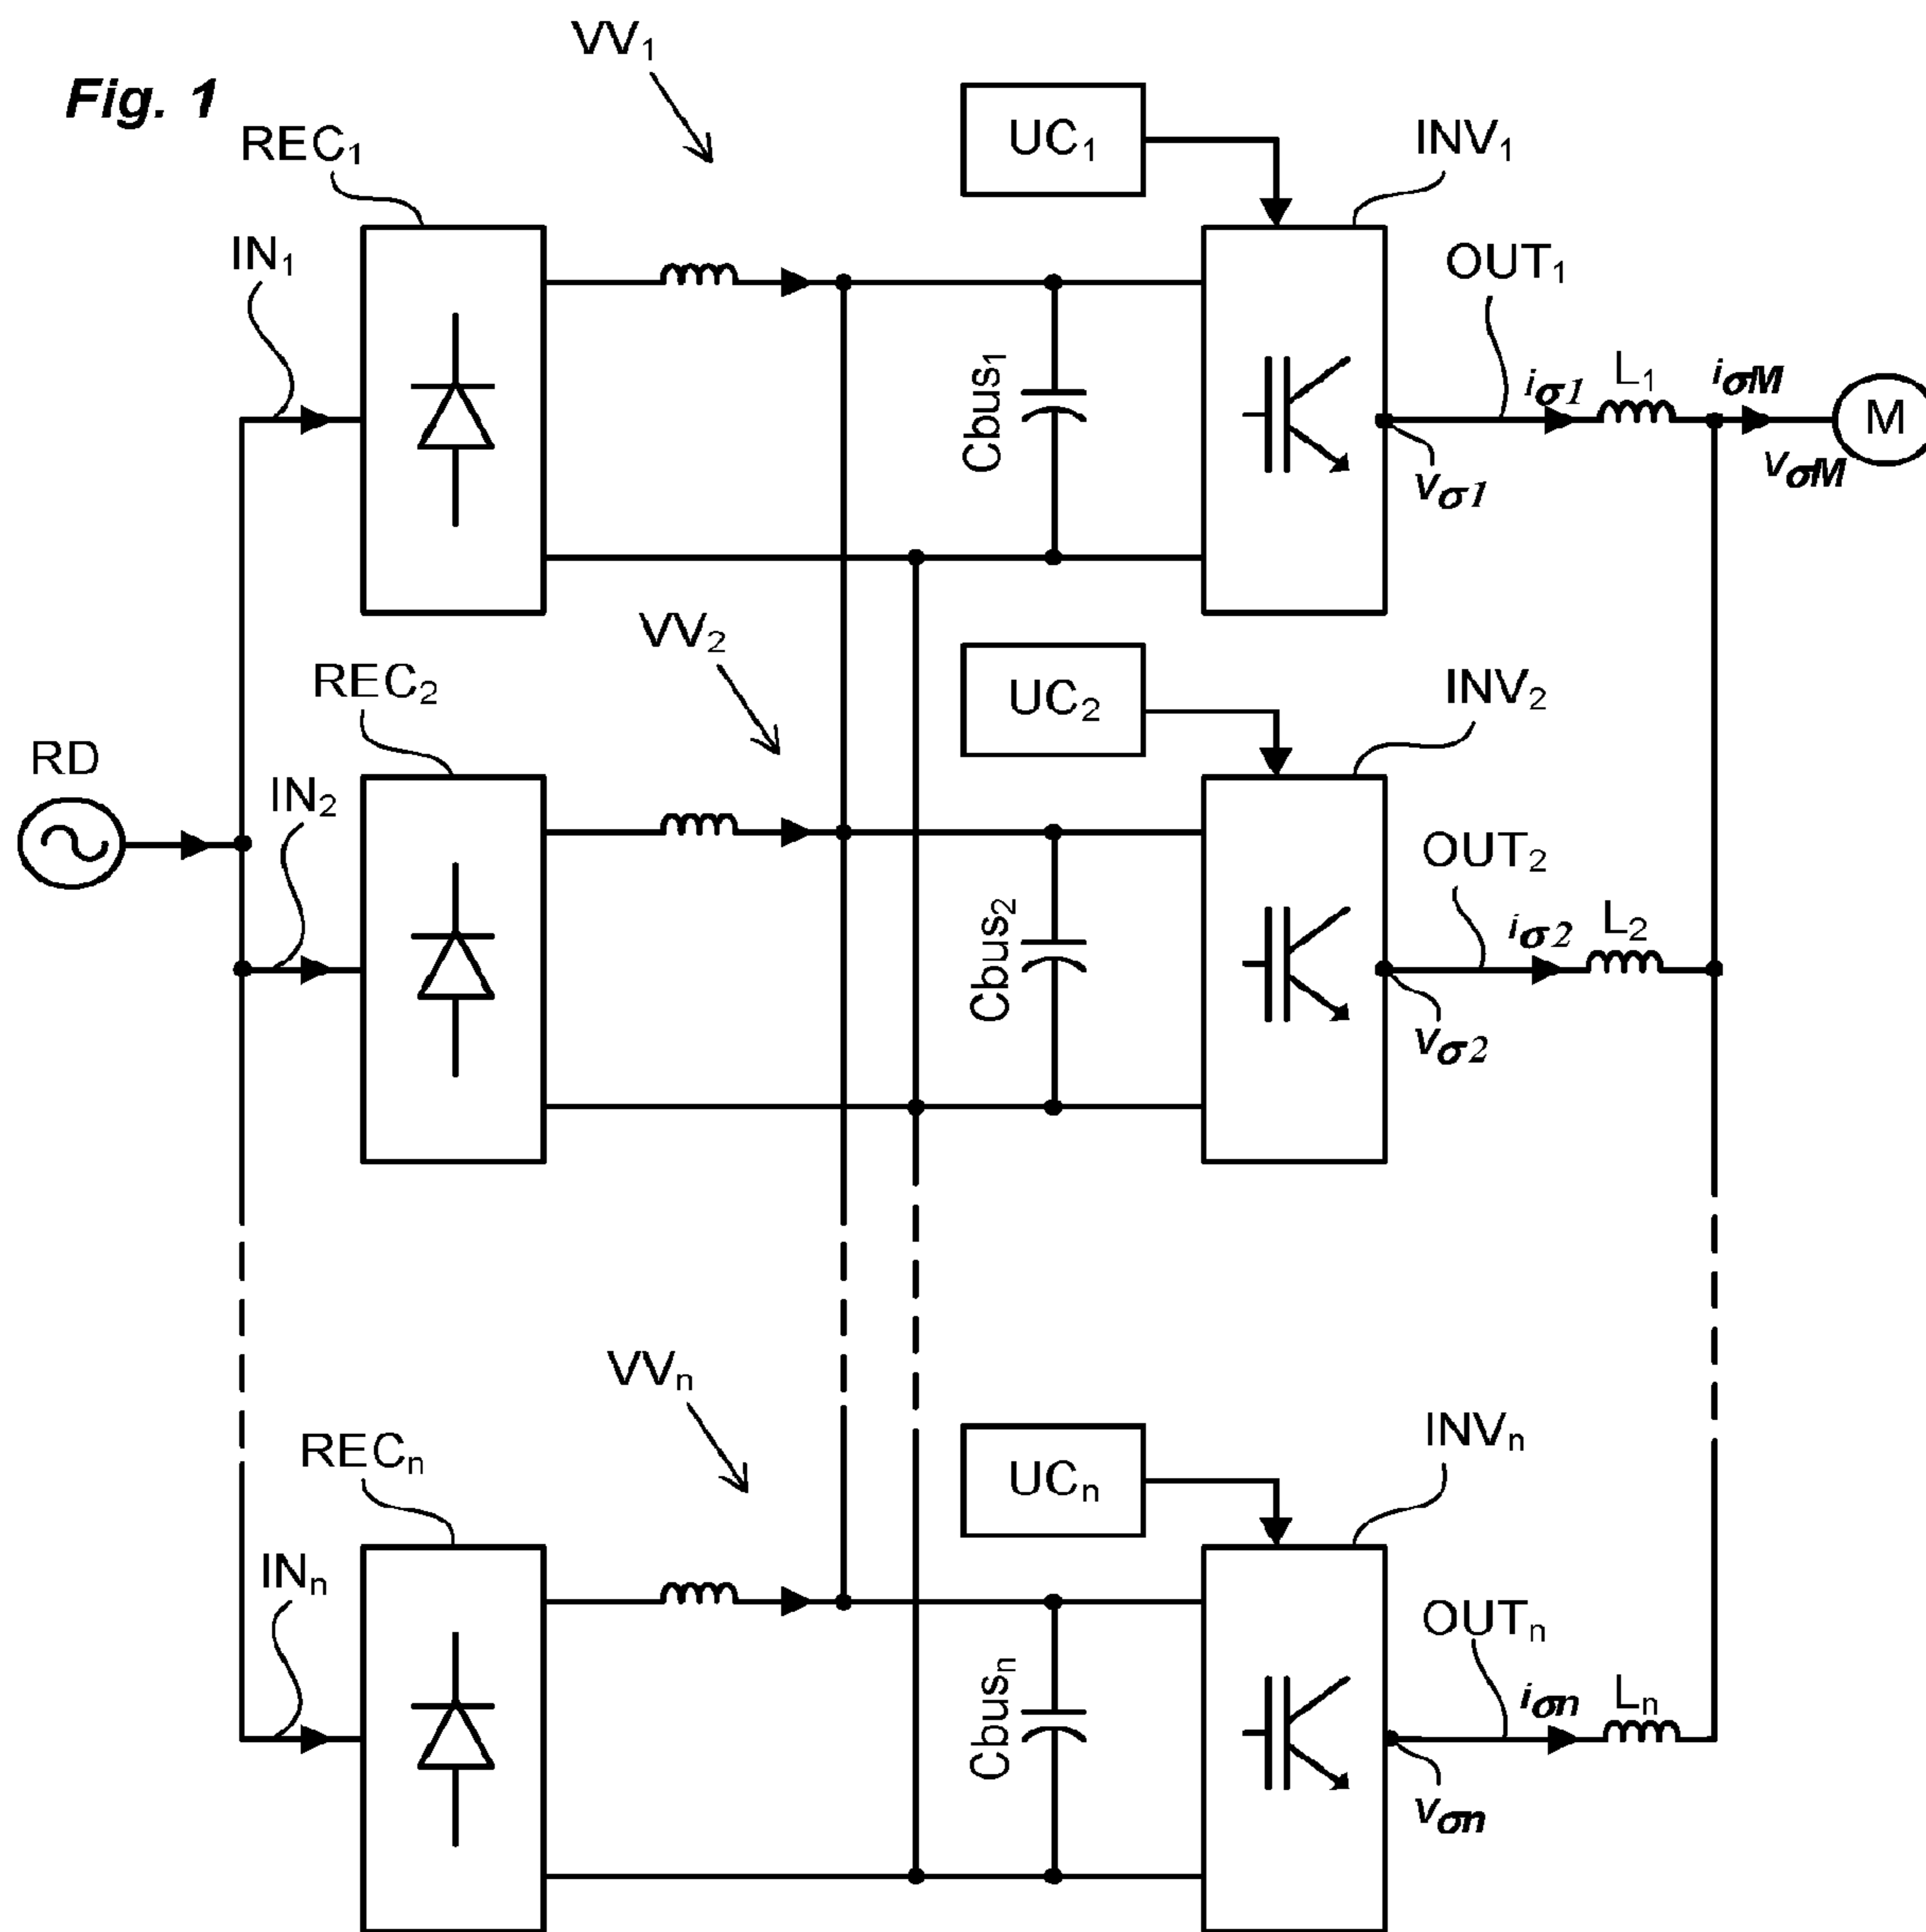 Fig. 1
VV₁
REC₁
UC₁
INV₁
IN₁
OUT₁
Cbus₁
iσ1
L₁
iσM
M
vσ1
vσM
VV₂
REC₂
UC₂
INV₂
RD
IN₂
OUT₂
Cbus₂
iσ2
L₂
vσ2
VVₙ
RECₙ
UCₙ
INVₙ
INₙ
OUTₙ
Cbusₙ
iσn
Lₙ
vσn